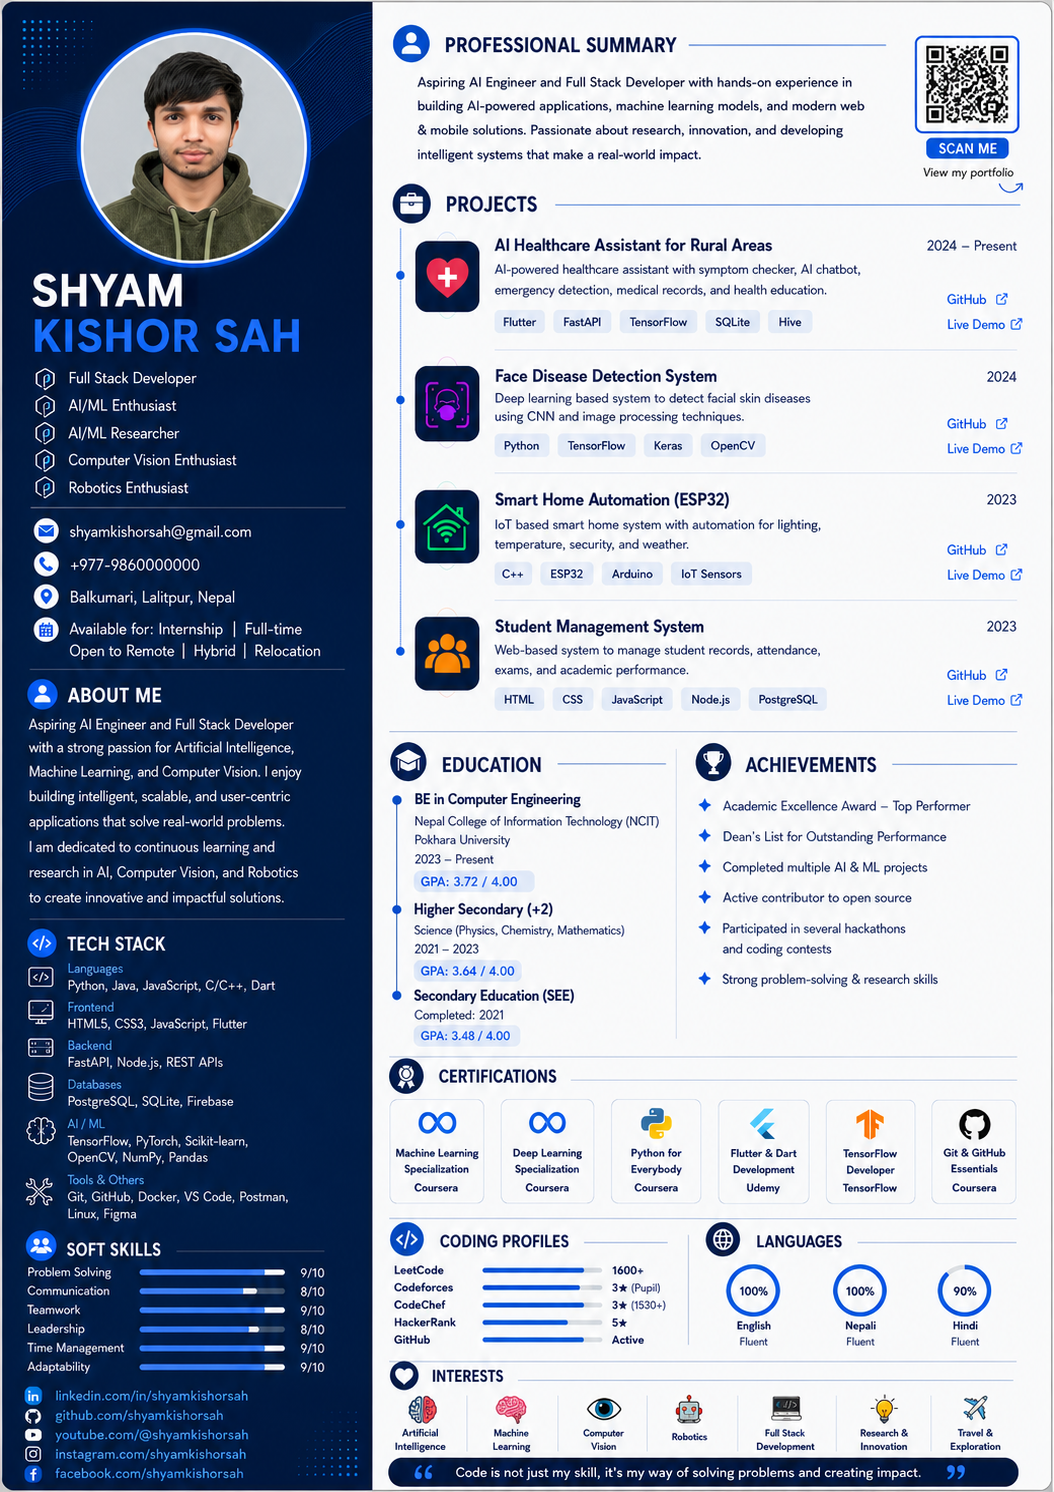 SHYAM
KISHOR SAH
Full Stack Developer
AI/ML Enthusiast
AI/ML Researcher
Computer Vision Enthusiast
Robotics Enthusiast
shyamkishorsah@gmail.com
+977-9860000000
Balkumari, Lalitpur, Nepal
Available for: Internship | Full-time
Open to Remote | Hybrid | Relocation
ABOUT ME
Aspiring AI Engineer and Full Stack Developer
with a strong passion for Artificial Intelligence,
Machine Learning, and Computer Vision. I enjoy
building intelligent, scalable, and user-centric
applications that solve real-world problems.
I am dedicated to continuous learning and
research in AI, Computer Vision, and Robotics
to create innovative and impactful solutions.
TECH STACK
Languages
Python, Java, JavaScript, C/C++, Dart
Frontend
HTML5, CSS3, JavaScript, Flutter
Backend
FastAPI, Node.js, REST APIs
Databases
PostgreSQL, SQLite, Firebase
AI / ML
TensorFlow, PyTorch, Scikit-learn,
OpenCV, NumPy, Pandas
Tools & Others
Git, GitHub, Docker, VS Code, Postman,
Linux, Figma
SOFT SKILLS
Problem Solving 9/10
Communication 8/10
Teamwork 9/10
Leadership 8/10
Time Management 9/10
Adaptability 9/10
linkedin.com/in/shyamkishorsah
github.com/shyamkishorsah
youtube.com/@shyamkishorsah
instagram.com/shyamkishorsah
facebook.com/shyamkishorsah
PROFESSIONAL SUMMARY
Aspiring AI Engineer and Full Stack Developer with hands-on experience in
building AI-powered applications, machine learning models, and modern web
& mobile solutions. Passionate about research, innovation, and developing
intelligent systems that make a real-world impact.
SCAN ME
View my portfolio
PROJECTS
AI Healthcare Assistant for Rural Areas 2024 – Present
AI-powered healthcare assistant with symptom checker, AI chatbot,
emergency detection, medical records, and health education.
GitHub
Flutter FastAPI TensorFlow SQLite Hive
Live Demo
Face Disease Detection System 2024
Deep learning based system to detect facial skin diseases
using CNN and image processing techniques.
GitHub
Python TensorFlow Keras OpenCV
Live Demo
Smart Home Automation (ESP32) 2023
IoT based smart home system with automation for lighting,
temperature, security, and weather.
GitHub
C++ ESP32 Arduino IoT Sensors
Live Demo
Student Management System 2023
Web-based system to manage student records, attendance,
exams, and academic performance.
GitHub
HTML CSS JavaScript Node.js PostgreSQL
Live Demo
EDUCATION
BE in Computer Engineering
Nepal College of Information Technology (NCIT)
Pokhara University
2023 – Present
GPA: 3.72 / 4.00
Higher Secondary (+2)
Science (Physics, Chemistry, Mathematics)
2021 – 2023
GPA: 3.64 / 4.00
Secondary Education (SEE)
Completed: 2021
GPA: 3.48 / 4.00
ACHIEVEMENTS
Academic Excellence Award – Top Performer
Dean's List for Outstanding Performance
Completed multiple AI & ML projects
Active contributor to open source
Participated in several hackathons
and coding contests
Strong problem-solving & research skills
CERTIFICATIONS
Machine Learning
Specialization
Coursera
Deep Learning
Specialization
Coursera
Python for
Everybody
Coursera
Flutter & Dart
Development
Udemy
TensorFlow
Developer
TensorFlow
Git & GitHub
Essentials
Coursera
CODING PROFILES
LeetCode 1600+
Codeforces 3★ (Pupil)
CodeChef 3★ (1530+)
HackerRank 5★
GitHub Active
LANGUAGES
100%
English
Fluent
100%
Nepali
Fluent
90%
Hindi
Fluent
INTERESTS
Artificial
Intelligence
Machine
Learning
Computer
Vision
Robotics
Full Stack
Development
Research &
Innovation
Travel &
Exploration
“ Code is not just my skill, it's my way of solving problems and creating impact. ”